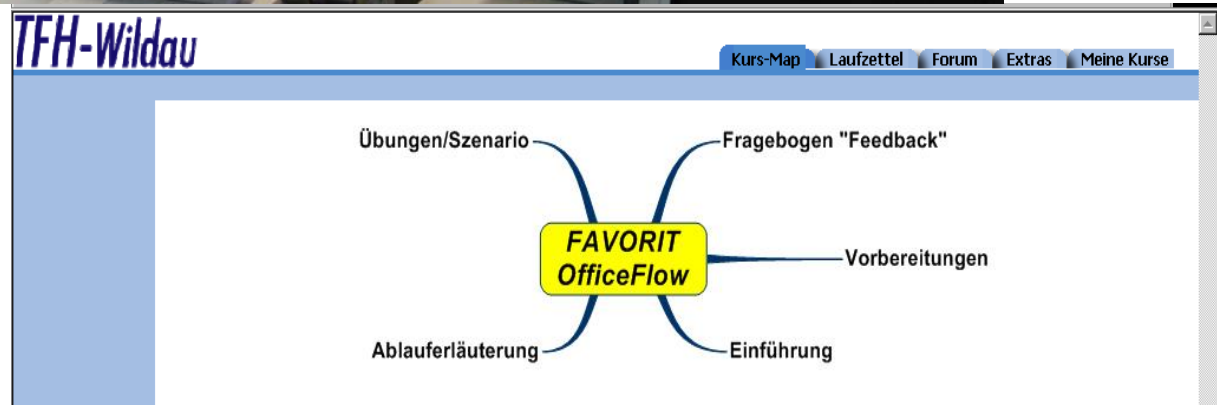 TFH-Wildau
Kurs-Map Laufzettel Forum Extras Meine Kurse
Übungen/Szenario
Fragebogen "Feedback"
FAVORIT
OfficeFlow
Vorbereitungen
Ablauferläuterung
Einführung